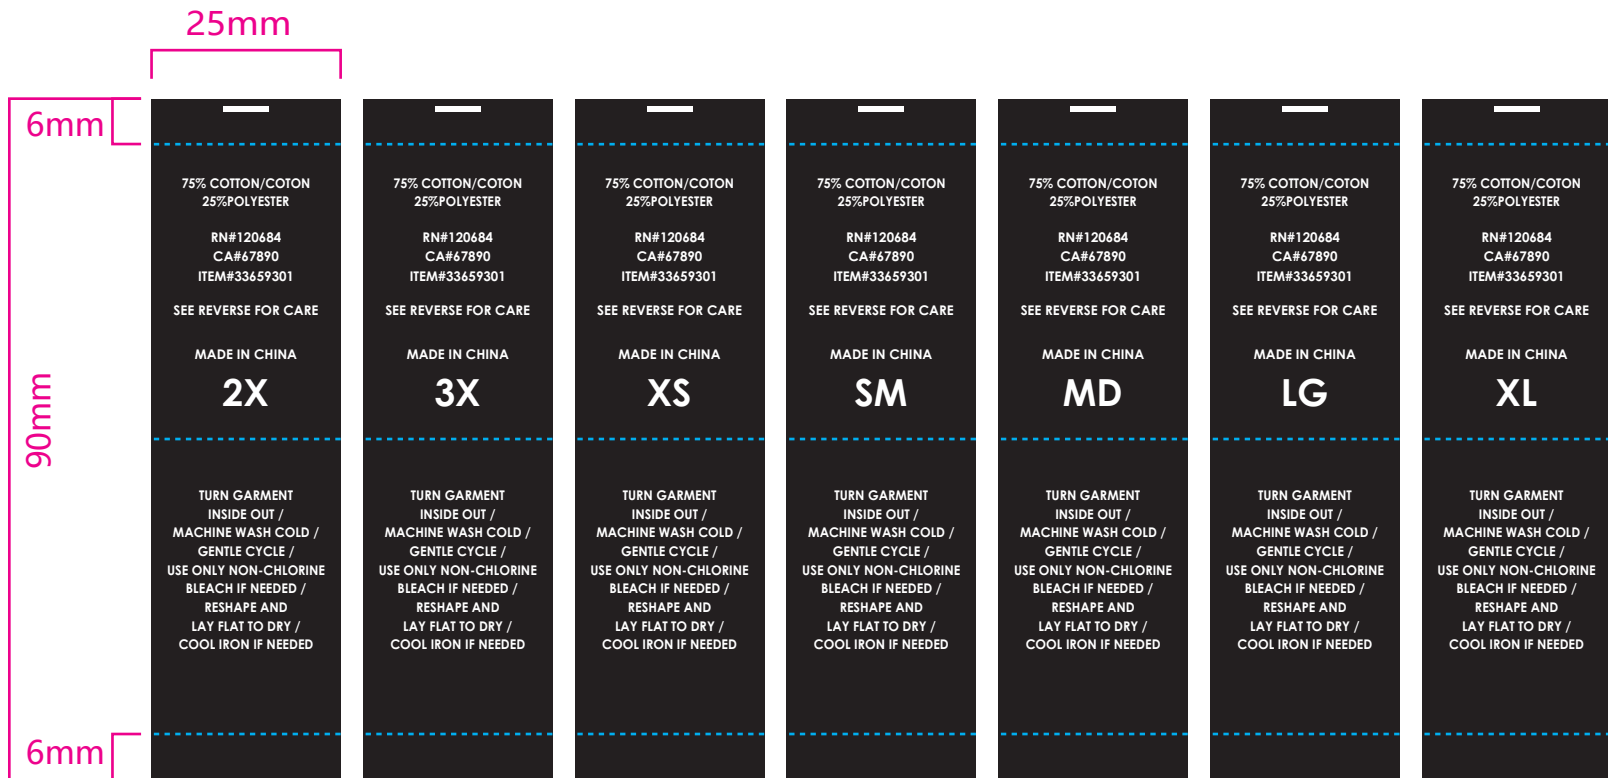 25mm
6mm
90mm
6mm
75% COTTON/COTON
25%POLYESTER
RN#120684
CA#67890
ITEM#33659301
SEE REVERSE FOR CARE
MADE IN CHINA
2X
TURN GARMENT
INSIDE OUT /
MACHINE WASH COLD /
GENTLE CYCLE /
USE ONLY NON-CHLORINE
BLEACH IF NEEDED /
RESHAPE AND
LAY FLAT TO DRY /
COOL IRON IF NEEDED
75% COTTON/COTON
25%POLYESTER
RN#120684
CA#67890
ITEM#33659301
SEE REVERSE FOR CARE
MADE IN CHINA
3X
TURN GARMENT
INSIDE OUT /
MACHINE WASH COLD /
GENTLE CYCLE /
USE ONLY NON-CHLORINE
BLEACH IF NEEDED /
RESHAPE AND
LAY FLAT TO DRY /
COOL IRON IF NEEDED
75% COTTON/COTON
25%POLYESTER
RN#120684
CA#67890
ITEM#33659301
SEE REVERSE FOR CARE
MADE IN CHINA
XS
TURN GARMENT
INSIDE OUT /
MACHINE WASH COLD /
GENTLE CYCLE /
USE ONLY NON-CHLORINE
BLEACH IF NEEDED /
RESHAPE AND
LAY FLAT TO DRY /
COOL IRON IF NEEDED
75% COTTON/COTON
25%POLYESTER
RN#120684
CA#67890
ITEM#33659301
SEE REVERSE FOR CARE
MADE IN CHINA
SM
TURN GARMENT
INSIDE OUT /
MACHINE WASH COLD /
GENTLE CYCLE /
USE ONLY NON-CHLORINE
BLEACH IF NEEDED /
RESHAPE AND
LAY FLAT TO DRY /
COOL IRON IF NEEDED
75% COTTON/COTON
25%POLYESTER
RN#120684
CA#67890
ITEM#33659301
SEE REVERSE FOR CARE
MADE IN CHINA
MD
TURN GARMENT
INSIDE OUT /
MACHINE WASH COLD /
GENTLE CYCLE /
USE ONLY NON-CHLORINE
BLEACH IF NEEDED /
RESHAPE AND
LAY FLAT TO DRY /
COOL IRON IF NEEDED
75% COTTON/COTON
25%POLYESTER
RN#120684
CA#67890
ITEM#33659301
SEE REVERSE FOR CARE
MADE IN CHINA
LG
TURN GARMENT
INSIDE OUT /
MACHINE WASH COLD /
GENTLE CYCLE /
USE ONLY NON-CHLORINE
BLEACH IF NEEDED /
RESHAPE AND
LAY FLAT TO DRY /
COOL IRON IF NEEDED
75% COTTON/COTON
25%POLYESTER
RN#120684
CA#67890
ITEM#33659301
SEE REVERSE FOR CARE
MADE IN CHINA
XL
TURN GARMENT
INSIDE OUT /
MACHINE WASH COLD /
GENTLE CYCLE /
USE ONLY NON-CHLORINE
BLEACH IF NEEDED /
RESHAPE AND
LAY FLAT TO DRY /
COOL IRON IF NEEDED